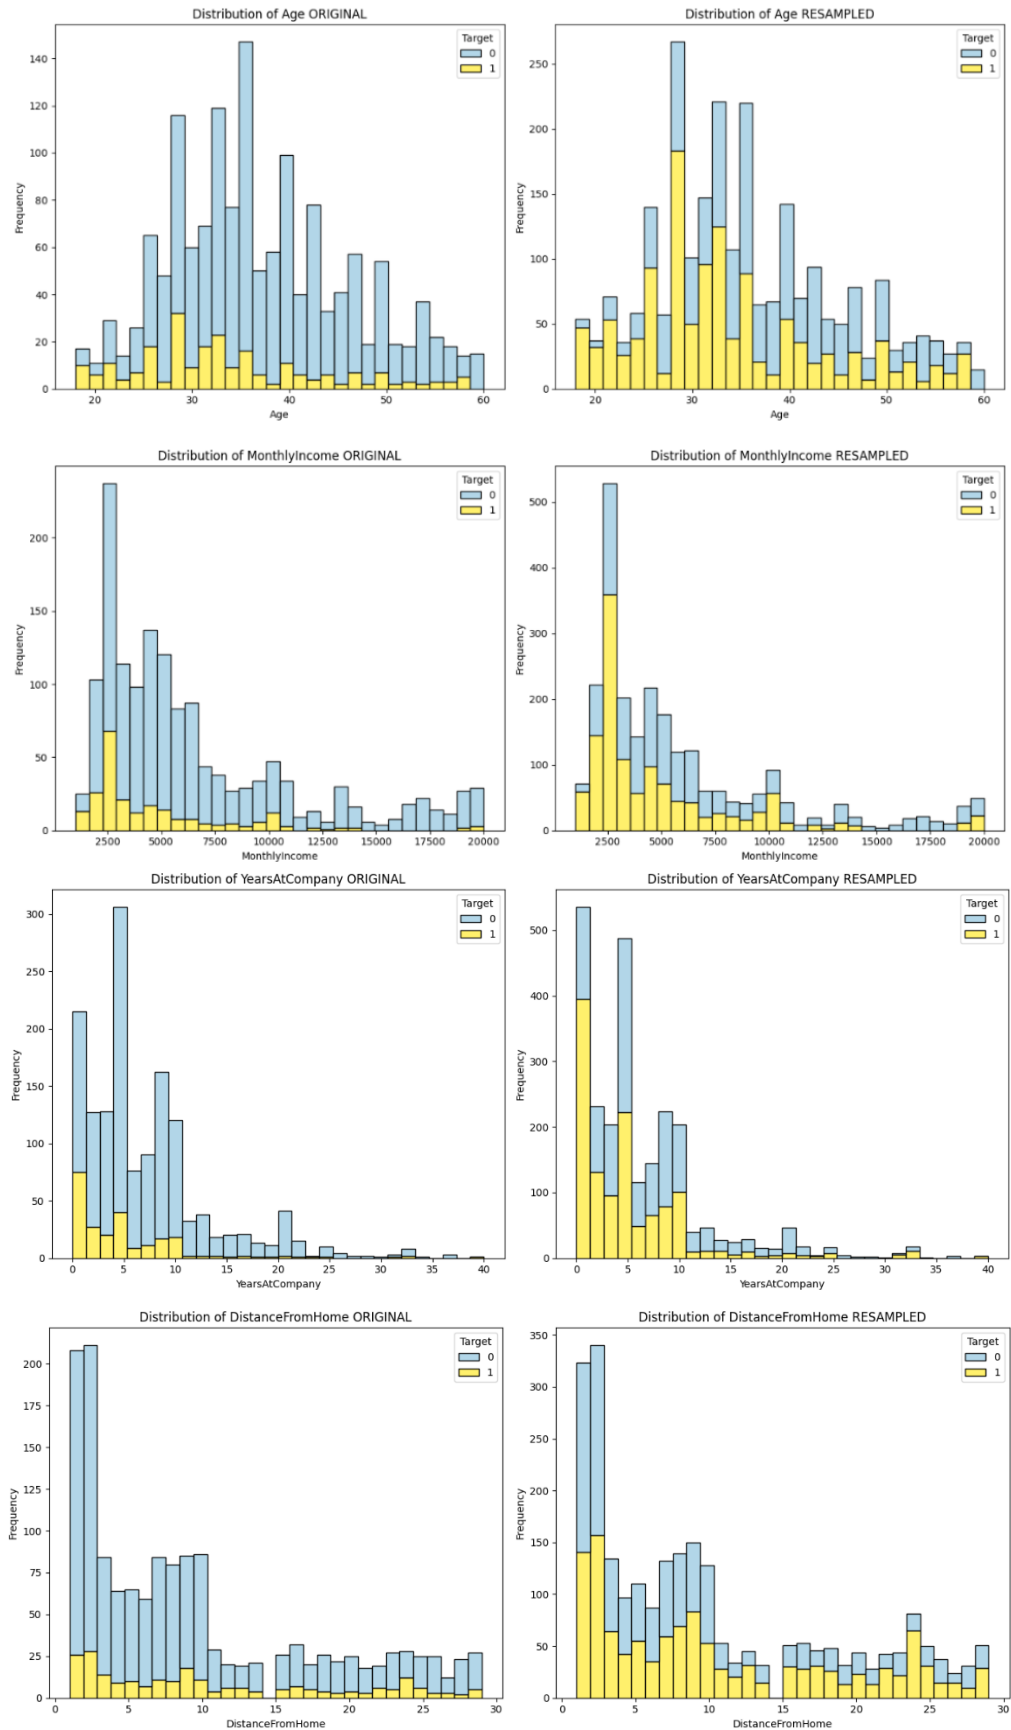 Distribution of Age ORIGINAL
Target
0
1
140
120
100
80
60
40
20
0
Frequency
20 30 40 50 60
Age
Distribution of Age RESAMPLED
Target
0
1
250
200
150
100
50
0
Frequency
20 30 40 50 60
Age
Distribution of MonthlyIncome ORIGINAL
Target
0
1
200
150
100
50
0
Frequency
2500 5000 7500 10000 12500 15000 17500 20000
MonthlyIncome
Distribution of MonthlyIncome RESAMPLED
Target
0
1
500
400
300
200
100
0
Frequency
2500 5000 7500 10000 12500 15000 17500 20000
MonthlyIncome
Distribution of YearsAtCompany ORIGINAL
Target
0
1
300
250
200
150
100
50
0
Frequency
0 5 10 15 20 25 30 35 40
YearsAtCompany
Distribution of YearsAtCompany RESAMPLED
Target
0
1
500
400
300
200
100
0
Frequency
0 5 10 15 20 25 30 35 40
YearsAtCompany
Distribution of DistanceFromHome ORIGINAL
Target
0
1
200
175
150
125
100
75
50
25
0
Frequency
0 5 10 15 20 25 30
DistanceFromHome
Distribution of DistanceFromHome RESAMPLED
Target
0
1
350
300
250
200
150
100
50
0
Frequency
0 5 10 15 20 25 30
DistanceFromHome